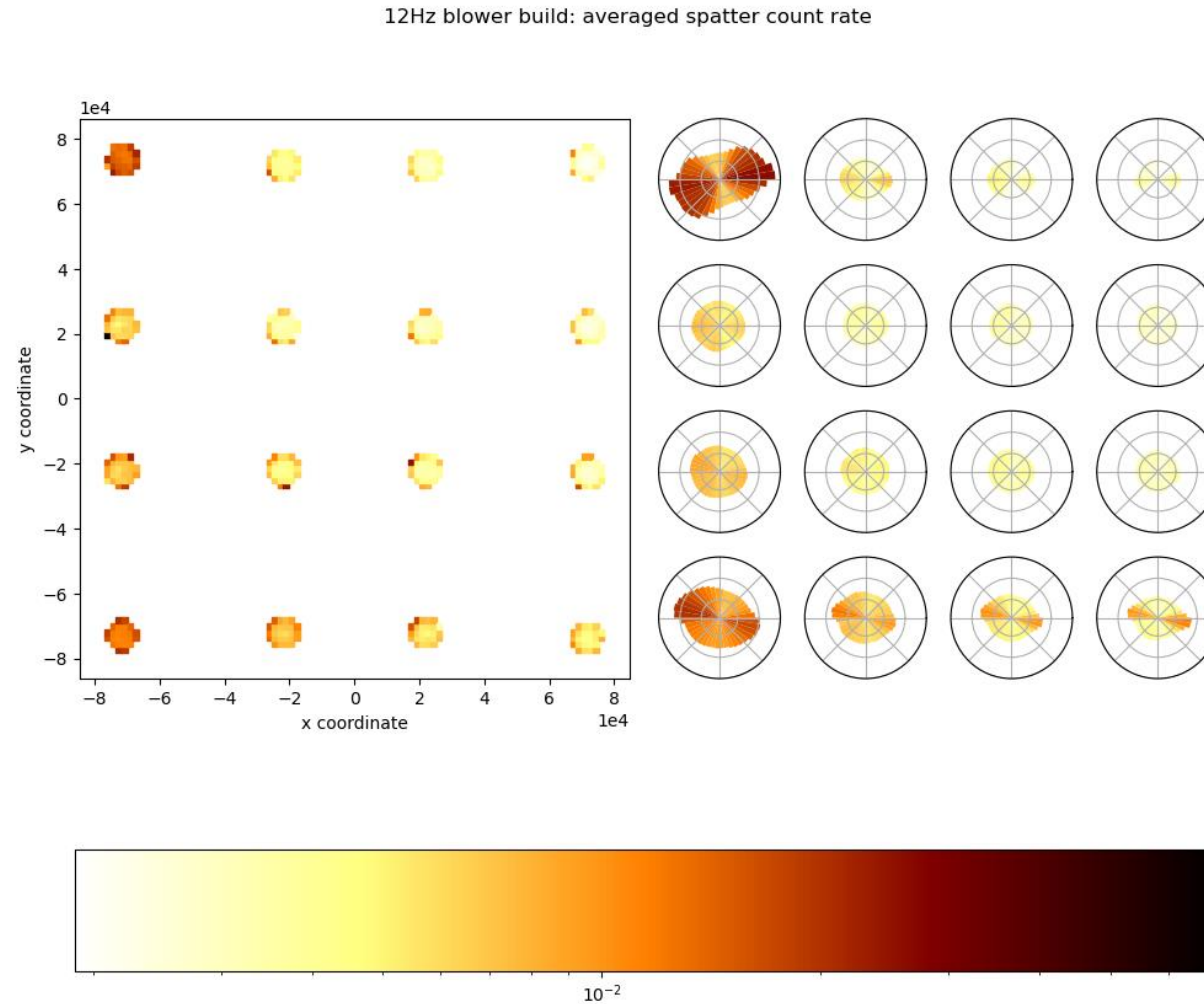 12Hz blower build: averaged spatter count rate
1e4
8
6
4
2
0
−2
−4
−6
−8
y coordinate
−8 −6 −4 −2 0 2 4 6 8
x coordinate
1e4
10⁻²